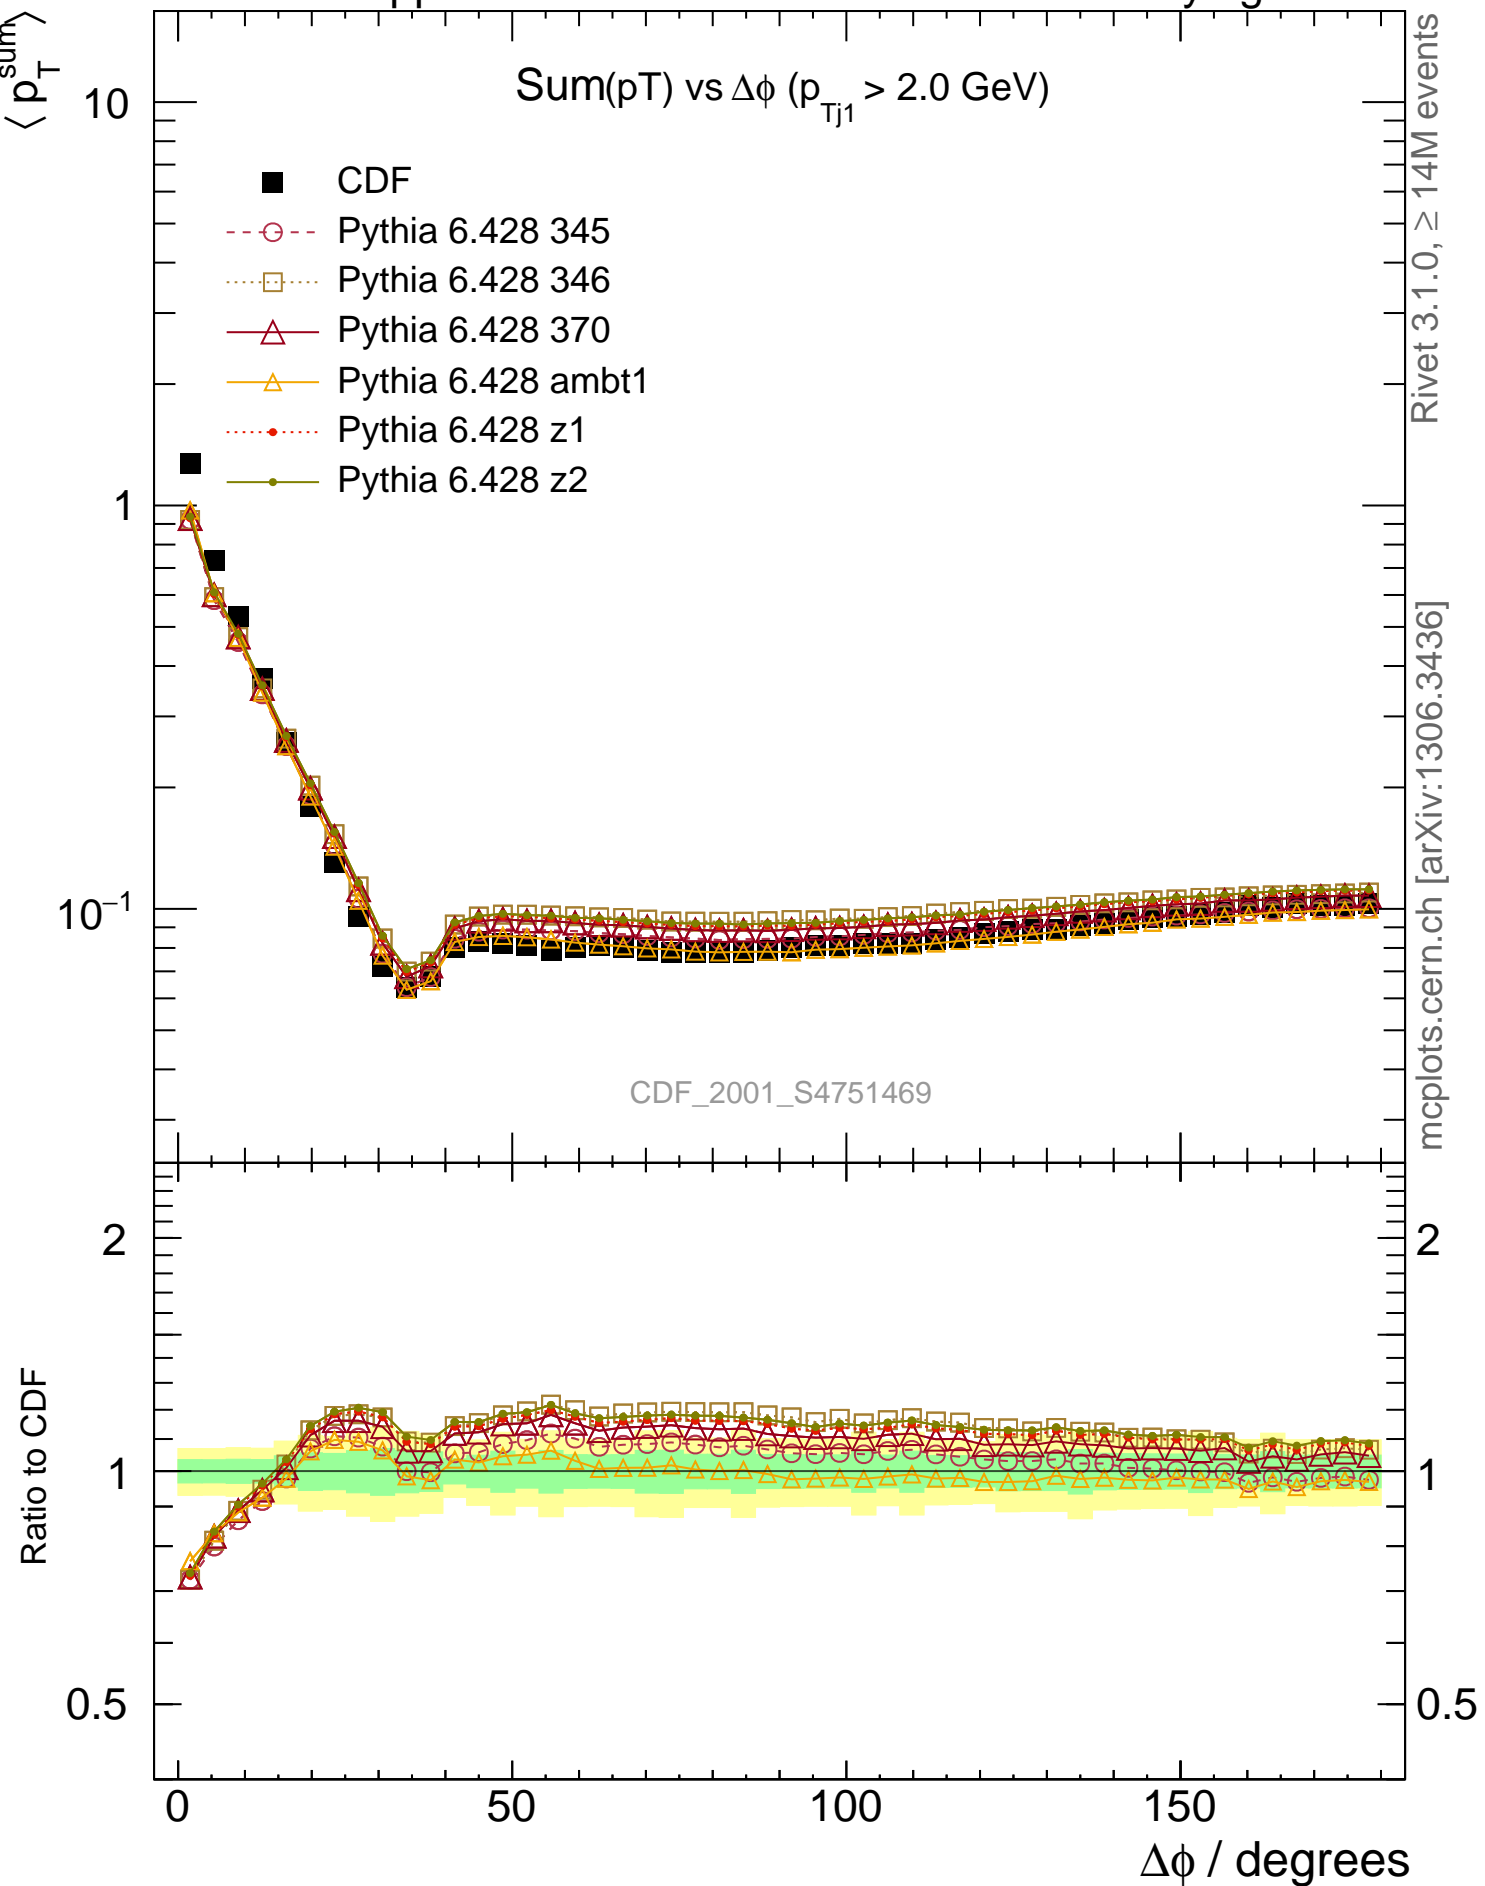 ⟨ p_T^sum ⟩
Sum(pT) vs Δϕ (p_Tj1 > 2.0 GeV)
CDF
Pythia 6.428 345
Pythia 6.428 346
Pythia 6.428 370
Pythia 6.428 ambt1
Pythia 6.428 z1
Pythia 6.428 z2
10
1
10⁻¹
CDF_2001_S4751469
Rivet 3.1.0, ≥ 14M events
mcplots.cern.ch [arXiv:1306.3436]
Ratio to CDF
2
1
0.5
2
1
0.5
0
50
100
150
Δϕ / degrees